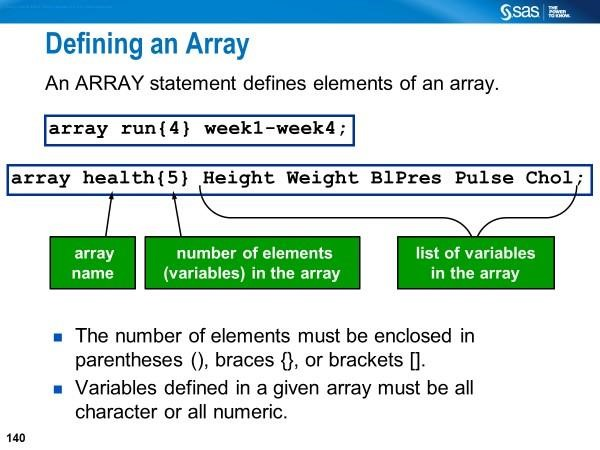 sas
THE
POWER
TO KNOW.
Defining an Array
An ARRAY statement defines elements of an array.
array run{4} week1-week4;
array health{5} Height Weight BlPres Pulse Chol;
array
name
number of elements
(variables) in the array
list of variables
in the array
The number of elements must be enclosed in
parentheses (), braces {}, or brackets [].
Variables defined in a given array must be all
character or all numeric.
140